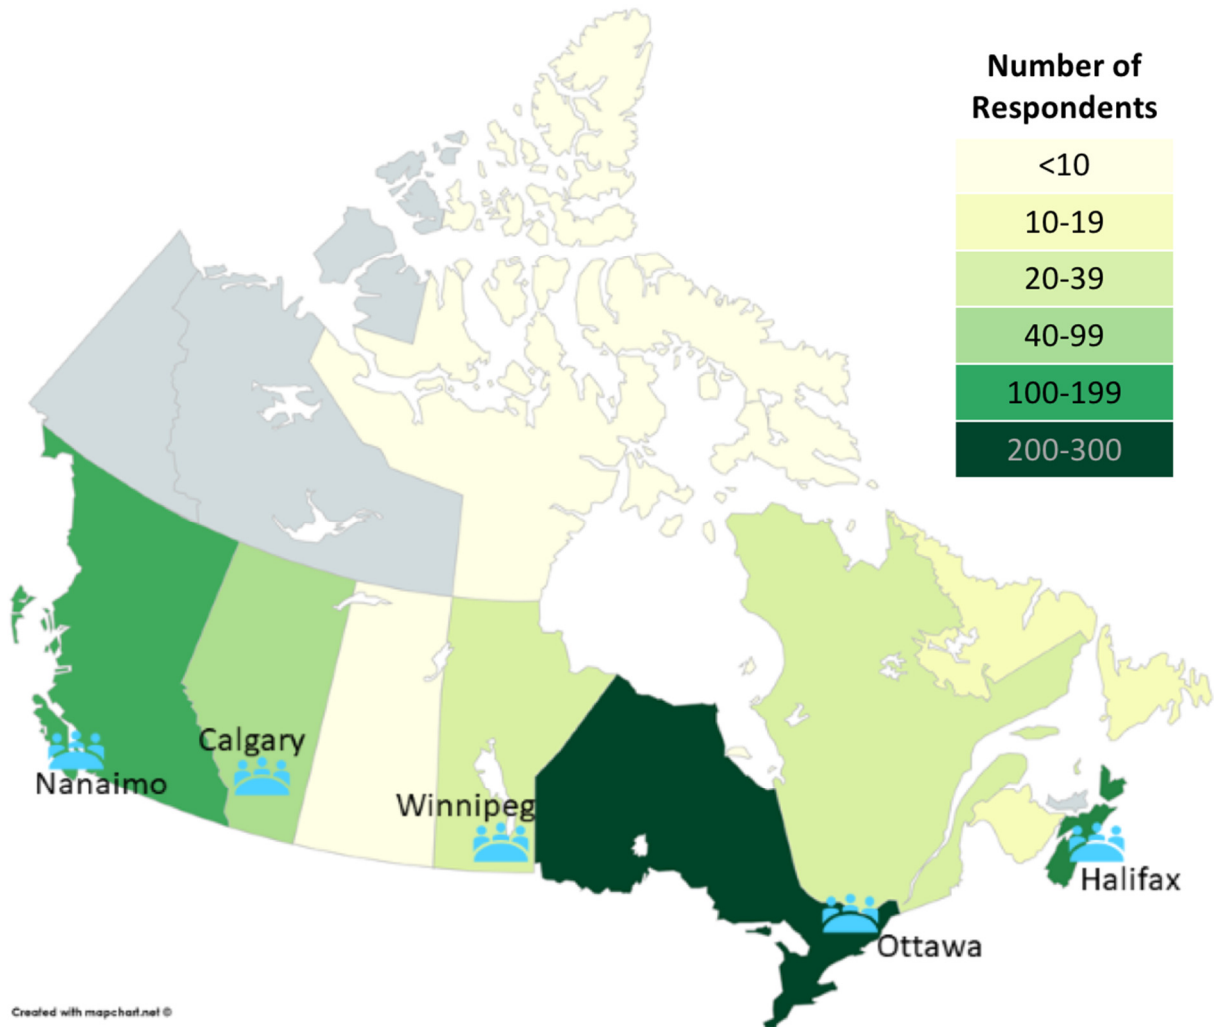 Number of
Respondents
<10
10-19
20-39
40-99
100-199
200-300
Calgary
Nanaimo
Winnipeg
Halifax
Ottawa
Created with mapchart.net ©